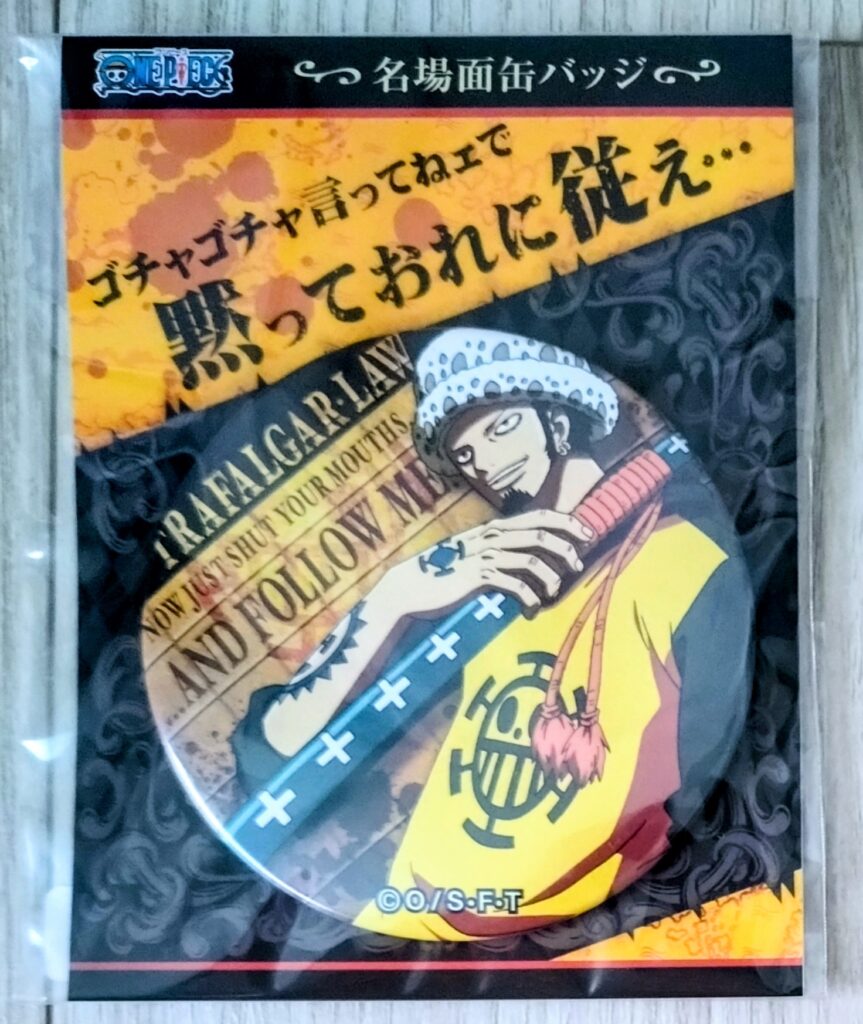 ONE PIECE
名場面缶バッジ
ゴチャゴチャ言ってねェで
黙っておれに従え…
TRAFALGAR·LAW
NOW JUST SHUT YOUR MOUTHS
...AND FOLLOW ME
©O/S·F·T